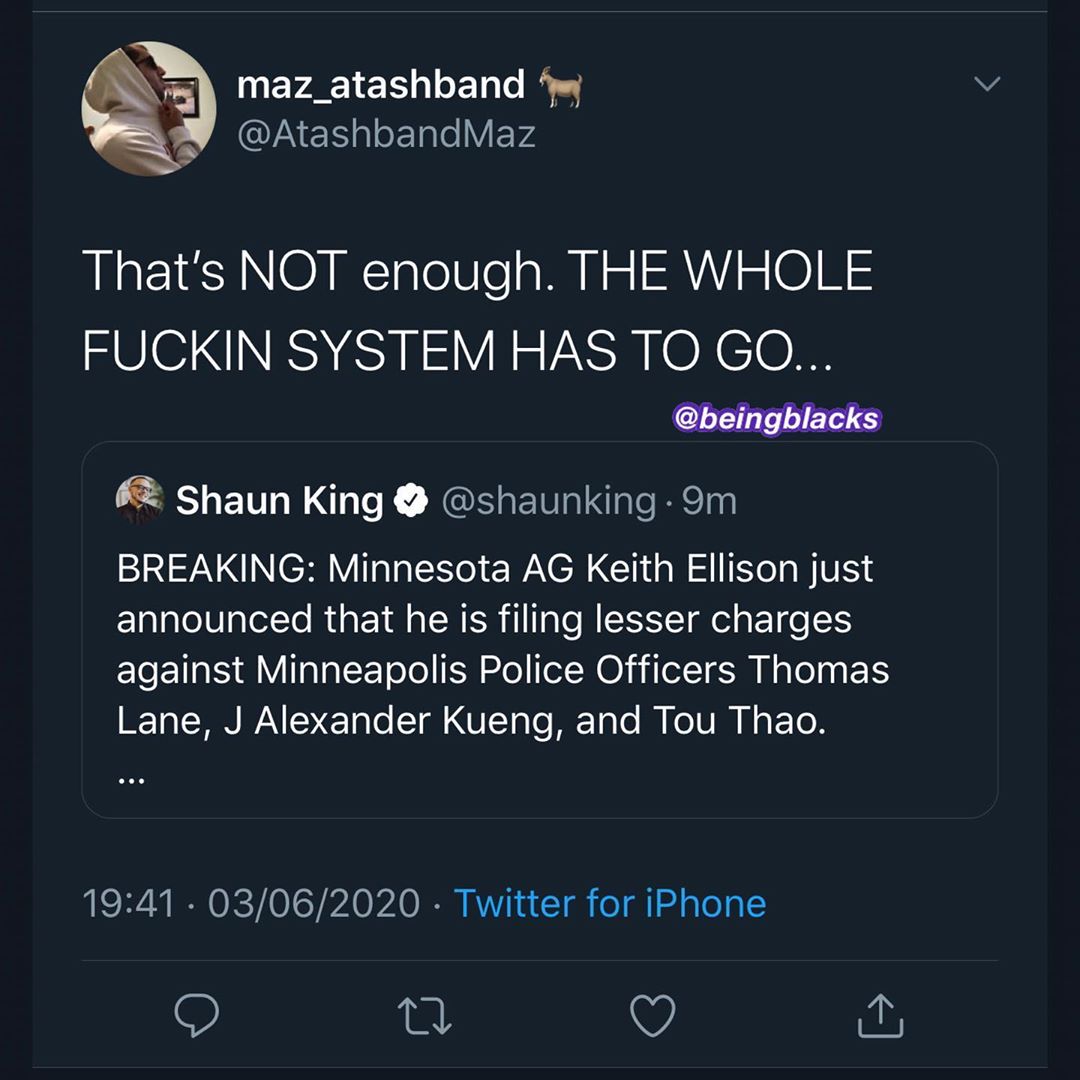 maz_atashband 🐐
@AtashbandMaz
That’s NOT enough. THE WHOLE
FUCKIN SYSTEM HAS TO GO...
@beingblacks
Shaun King @shaunking · 9m
BREAKING: Minnesota AG Keith Ellison just
announced that he is filing lesser charges
against Minneapolis Police Officers Thomas
Lane, J Alexander Kueng, and Tou Thao.
...
19:41 · 03/06/2020 · Twitter for iPhone